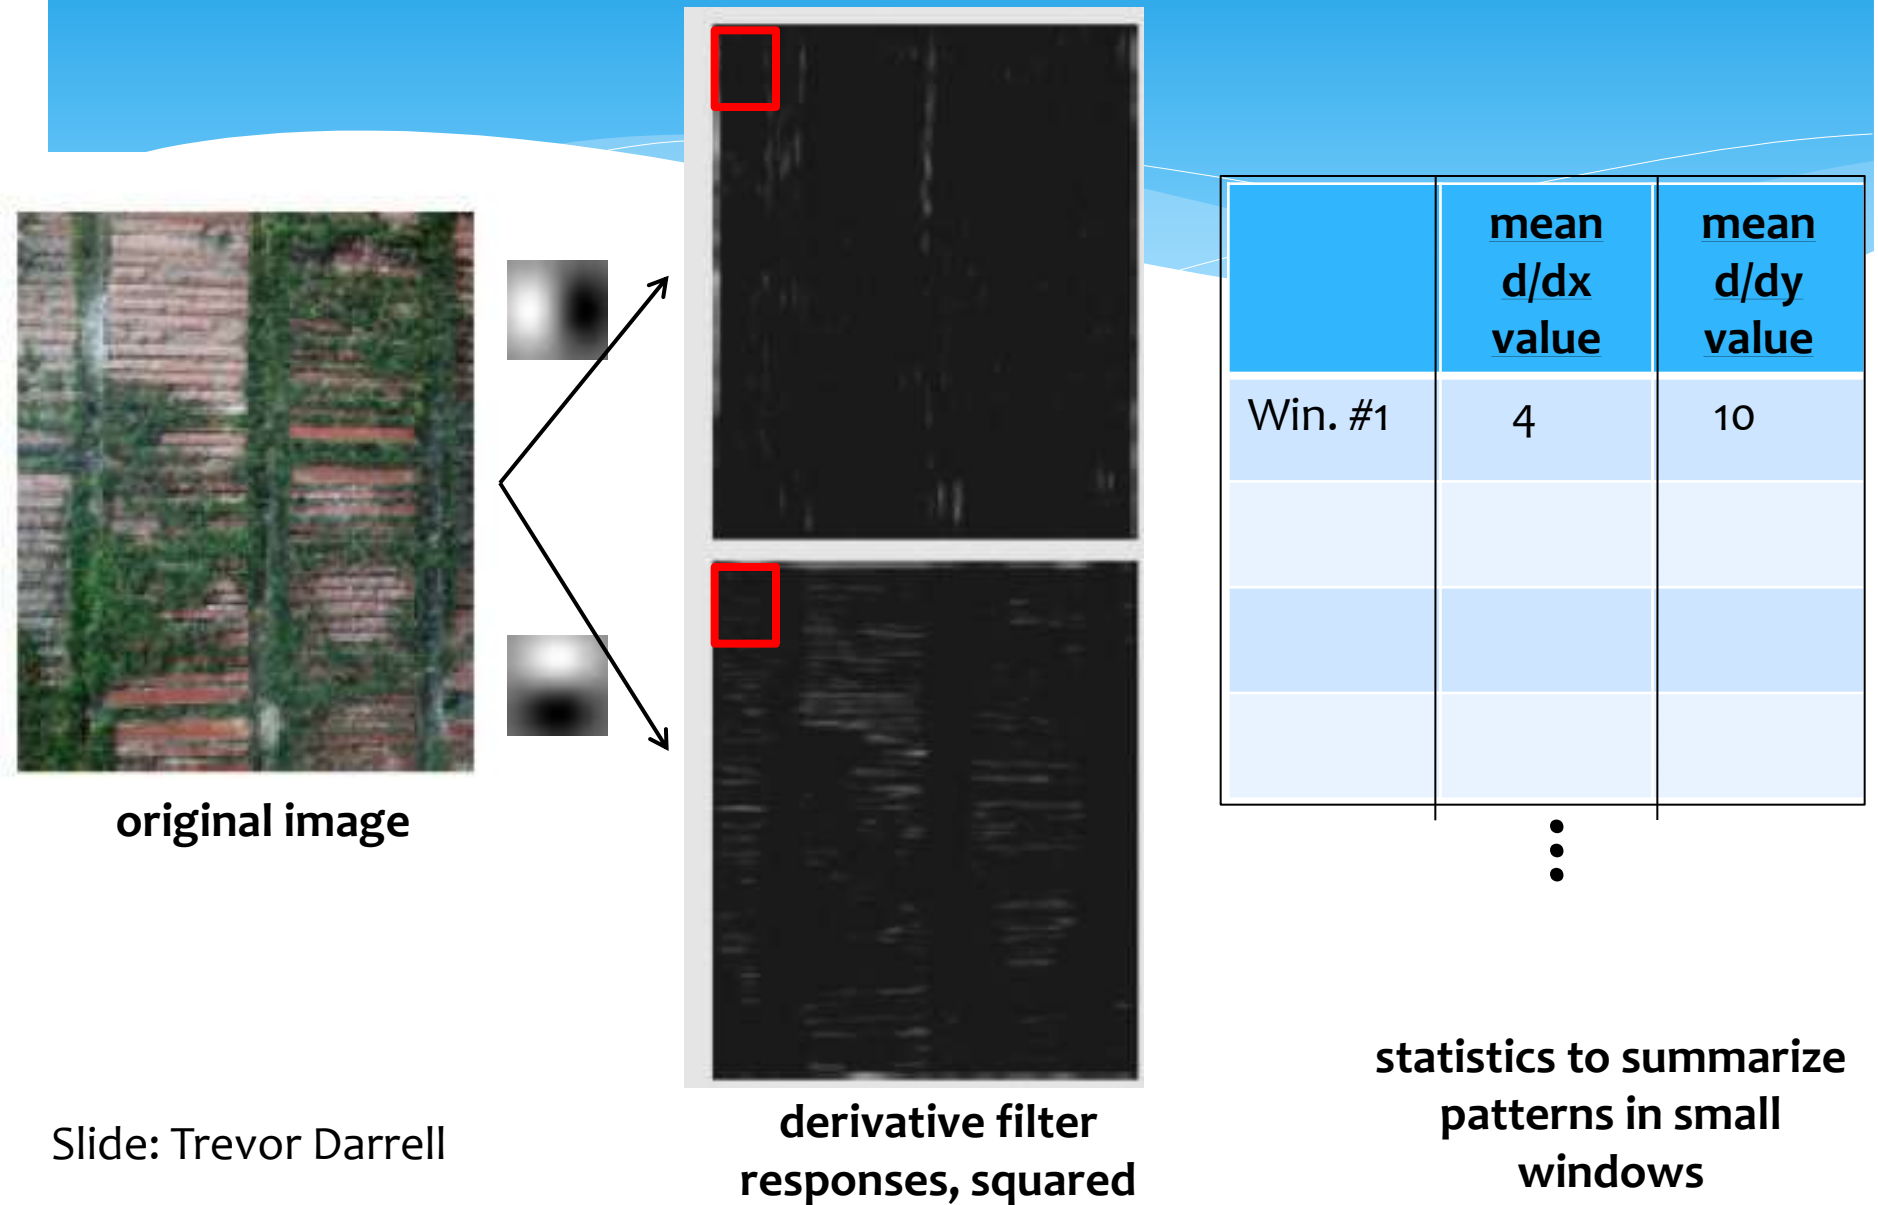 original image
Slide: Trevor Darrell
derivative filter
responses, squared
mean
d/dx
value
mean
d/dy
value
Win. #1 4 10
statistics to summarize
patterns in small
windows